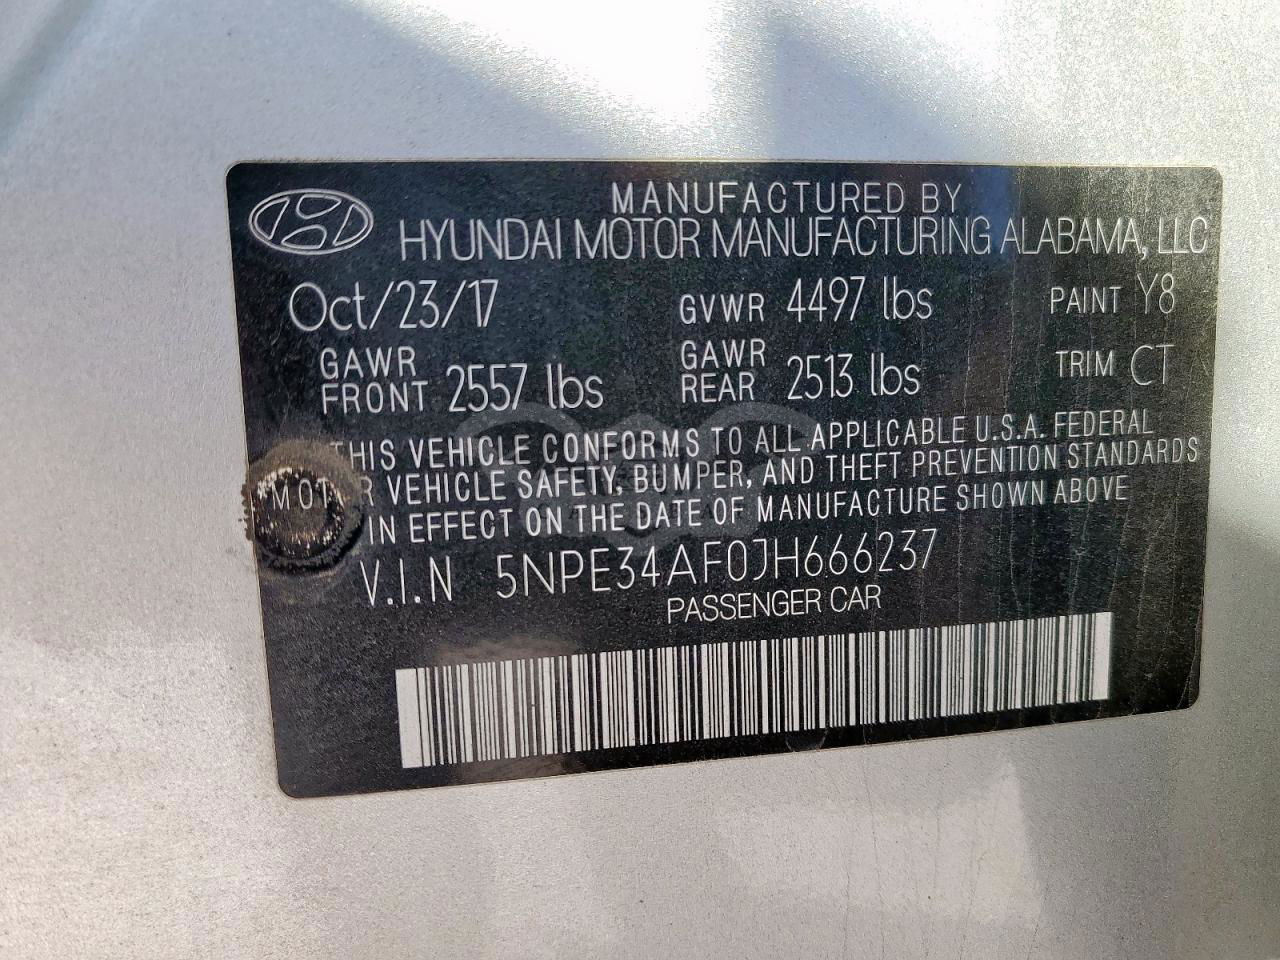 MANUFACTURED BY
HYUNDAI MOTOR MANUFACTURING ALABAMA, LLC
Oct/23/17 GVWR 4497 lbs PAINT Y8
GAWR FRONT 2557 lbs GAWR REAR 2513 lbs TRIM CT
THIS VEHICLE CONFORMS TO ALL APPLICABLE U.S.A. FEDERAL
MOTOR VEHICLE SAFETY, BUMPER, AND THEFT PREVENTION STANDARDS
IN EFFECT ON THE DATE OF MANUFACTURE SHOWN ABOVE
V.I.N 5NPE34AF0JH666237
PASSENGER CAR